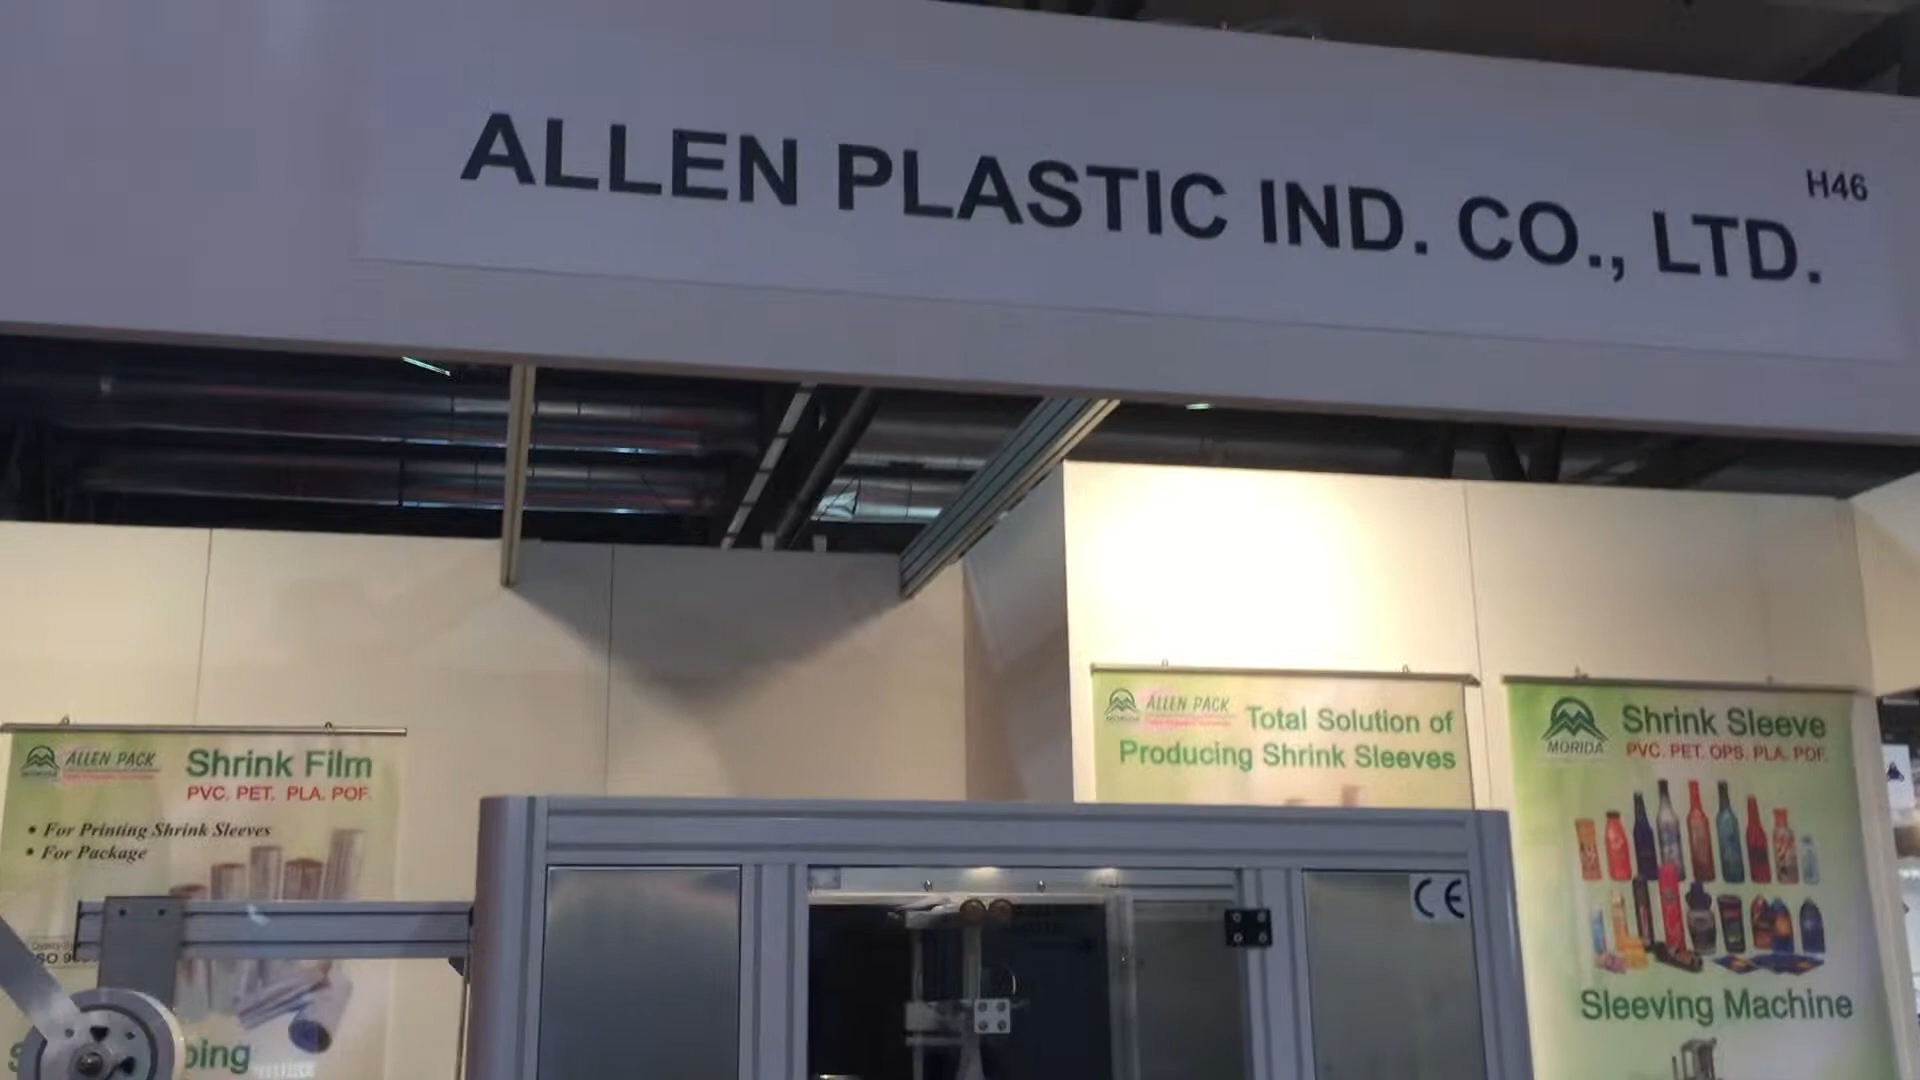 H46
ALLEN PLASTIC IND. CO., LTD.
ALLEN PACK
Shrink Film
PVC. PET. PLA. POF.
• For Printing Shrink Sleeves
• For Package
ALLEN PACK
Total Solution of
Producing Shrink Sleeves
MORIDA
Shrink Sleeve
PVC. PET. OPS. PLA. POF.
Sleeving Machine
CE